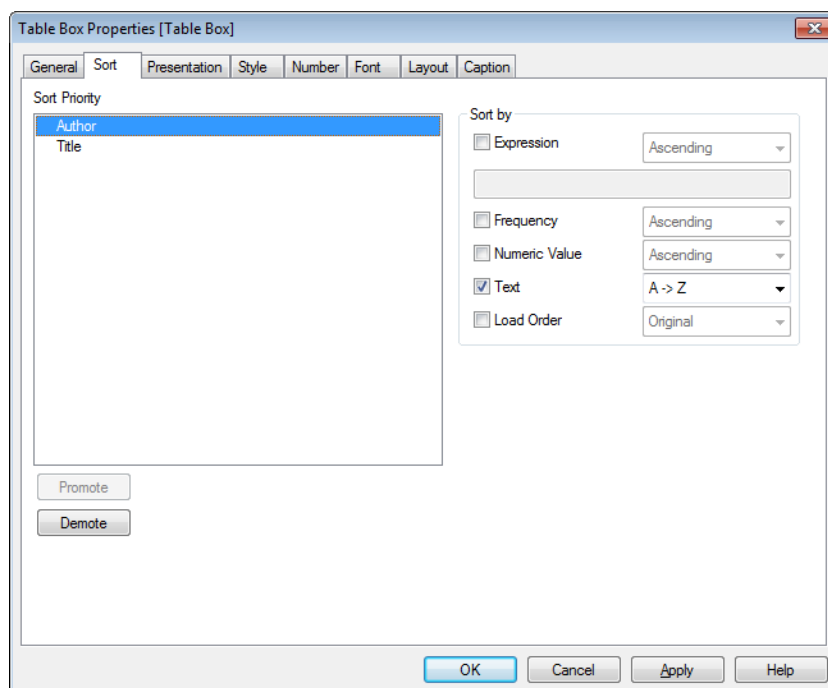 Table Box Properties [Table Box]
General Sort Presentation Style Number Font Layout Caption
Sort Priority
Author
Title
Sort by
Expression Ascending
Frequency Ascending
Numeric Value Ascending
Text A -> Z
Load Order Original
Promote
Demote
OK Cancel Apply Help